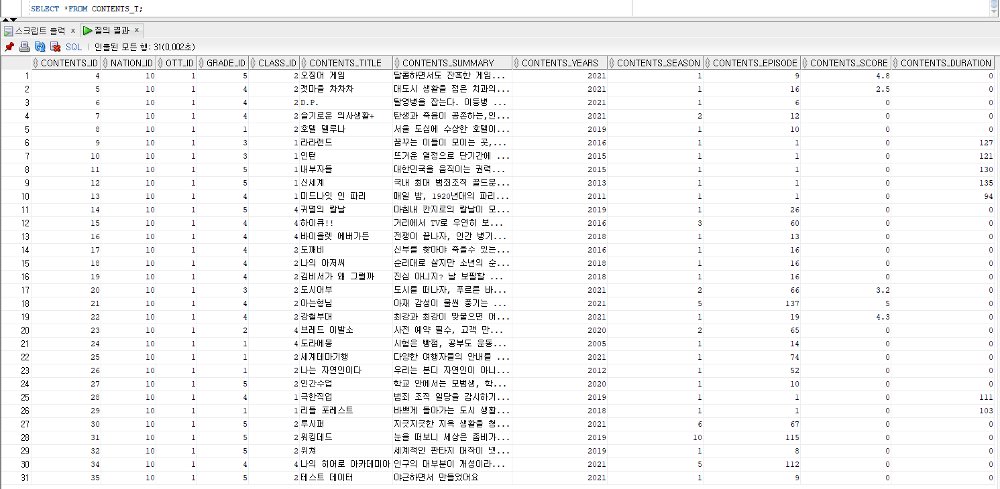 SELECT *FROM CONTENTS_T;
스크립트 출력 x 질의 결과 x
SQL | 인출된 모든 행: 31(0,002초)
CONTENTS_ID NATION_ID OTT_ID GRADE_ID CLASS_ID CONTENTS_TITLE CONTENTS_SUMMARY CONTENTS_YEARS CONTENTS_SEASON CONTENTS_EPISODE CONTENTS_SCORE CONTENTS_DURATION
1 4 10 1 5 2 오징어 게임 달콤하면서도 잔혹한 게임... 2021 1 9 4.8 0
2 5 10 1 4 2 갯마을 차차차 대도시 생활을 접은 치과의... 2021 1 16 2.5 0
3 6 10 1 4 2 D.P. 탈영병을 잡는다. 이등병 ... 2021 1 6 0 0
4 7 10 1 4 2 슬기로운 의사생활+ 탄생과 죽음이 공존하는,인... 2021 2 12 0 0
5 8 10 1 1 2 호텔 델루나 서울 도심에 수상한 호텔이... 2019 1 10 0 0
6 9 10 1 3 1 라라랜드 꿈꾸는 이들이 모이는 곳,... 2016 1 1 0 127
7 10 10 1 3 1 인턴 뜨거운 열정으로 단기간에 ... 2015 1 1 0 121
8 11 10 1 5 1 내부자들 대한민국을 움직이는 권력... 2015 1 1 0 130
9 12 10 1 5 1 신세계 국내 최대 범죄조직 골드문... 2013 1 1 0 135
10 13 10 1 4 1 미드나잇 인 파리 매일 밤, 1920년대의 파리... 2011 1 1 0 94
11 14 10 1 5 4 귀멸의 칼날 마침내 칸지로의 칼날이 모... 2019 1 26 0 0
12 15 10 1 4 4 하이큐!! 거리에서 TV로 우연히 보... 2016 3 60 0 0
13 16 10 1 4 4 바이올렛 에버가든 전쟁이 끝나자, 인간 병기... 2018 1 13 0 0
14 17 10 1 4 2 도깨비 신부를 찾아야 죽을수 있는... 2016 1 16 0 0
15 18 10 1 4 2 나의 아저씨 순리대로 살지만 소년의 순... 2018 1 16 0 0
16 19 10 1 4 2 김비서가 왜 그럴까 진심 아니지? 날 보필할 ... 2018 1 16 0 0
17 20 10 1 3 2 도시어부 도시를 떠나자, 푸르른 바... 2021 2 66 3.2 0
18 21 10 1 4 2 아는형님 아재 감성이 물씬 풍기는 ... 2021 5 137 5 0
19 22 10 1 4 2 강철부대 최강과 최강이 맞붙으면 어... 2021 1 19 4.3 0
20 23 10 1 2 4 브레드 이발소 사전 예약 필수, 고객 만... 2020 2 65 0 0
21 24 10 1 1 4 도라에몽 시험은 빵점, 공부도 운동... 2005 1 14 0 0
22 25 10 1 1 2 세계테마기행 다양한 여행자들의 안내를 ... 2021 1 74 0 0
23 26 10 1 1 2 나는 자연인이다 우리는 본디 자연인이 아니... 2012 1 52 0 0
24 27 10 1 5 2 인간수업 학교 안에서는 모범생, 학... 2020 1 10 0 0
25 28 10 1 4 1 극한직업 범죄 조직 일당을 감시하기... 2019 1 1 0 111
26 29 10 1 1 1 리틀 포레스트 바쁘게 돌아가는 도시 생활... 2018 1 1 0 103
27 30 10 1 5 2 루시퍼 지긋지긋한 지옥 생활을 청... 2021 6 67 0 0
28 31 10 1 5 2 워킹데드 눈을 떠보니 세상은 좀비가... 2019 10 115 0 0
29 32 10 1 5 2 위쳐 세계적인 판타지 대작이 넷... 2019 1 8 0 0
30 34 10 1 4 4 나의 히어로 아카데미아 인구의 대부분이 개성이라... 2021 5 112 0 0
31 35 10 1 5 2 테스트 데이터 야근하면서 만들었어요 2021 1 9 0 0